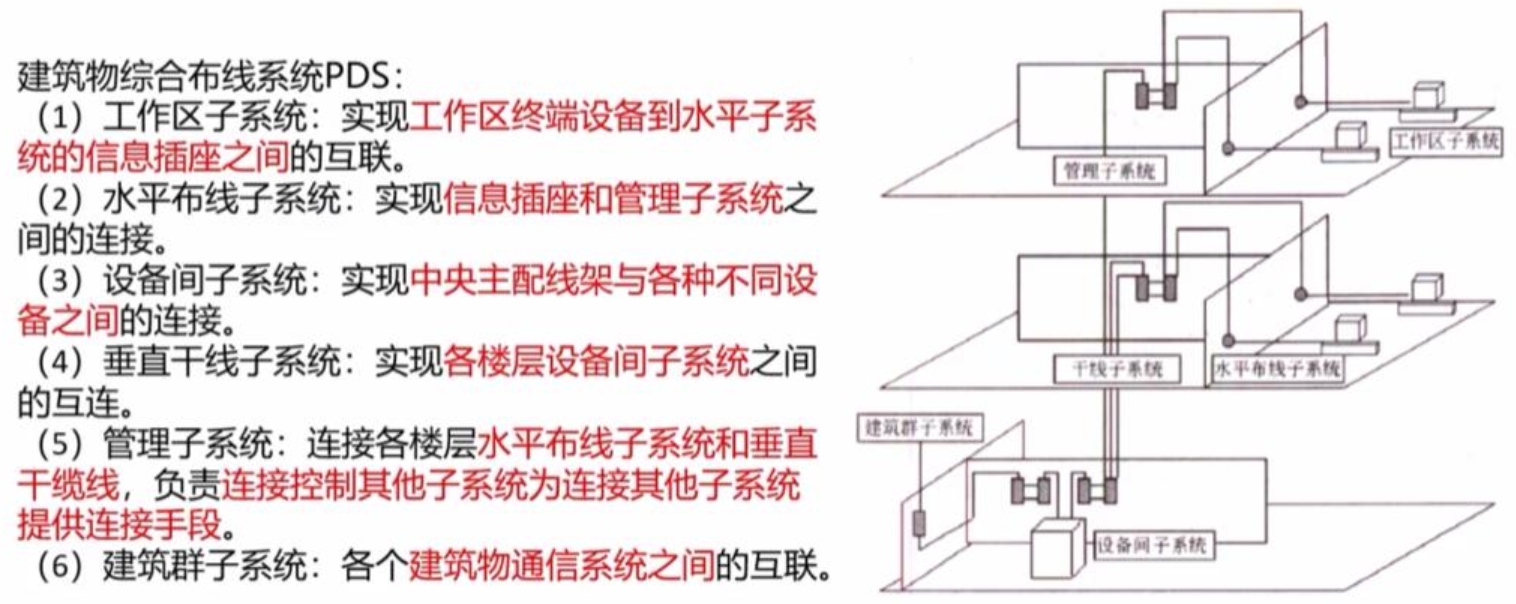 建筑物综合布线系统PDS：
（1）工作区子系统：实现工作区终端设备到水平子系
统的信息插座之间的互联。
（2）水平布线子系统：实现信息插座和管理子系统之
间的连接。
（3）设备间子系统：实现中央主配线架与各种不同设
备之间的连接。
（4）垂直干线子系统：实现各楼层设备间子系统之间
的互连。
（5）管理子系统：连接各楼层水平布线子系统和垂直
干缆线，负责连接控制其他子系统为连接其他子系统
提供连接手段。
（6）建筑群子系统：各个建筑物通信系统之间的互联。
工作区子系统
管理子系统
干线子系统
水平布线子系统
建筑群子系统
设备间子系统